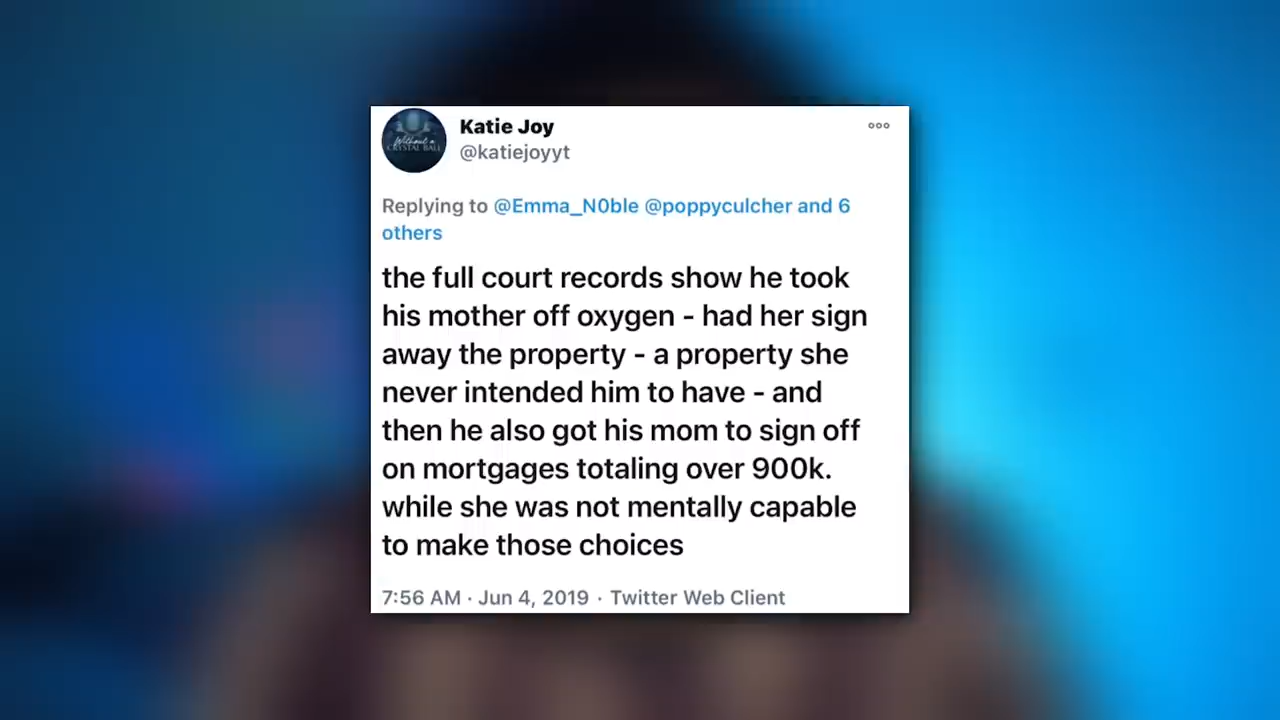 Without a
CRYSTAL BALL
Katie Joy
@katiejoyyt
Replying to @Emma_N0ble @poppyculcher and 6
others
the full court records show he took
his mother off oxygen - had her sign
away the property - a property she
never intended him to have - and
then he also got his mom to sign off
on mortgages totaling over 900k.
while she was not mentally capable
to make those choices
7:56 AM · Jun 4, 2019 · Twitter Web Client